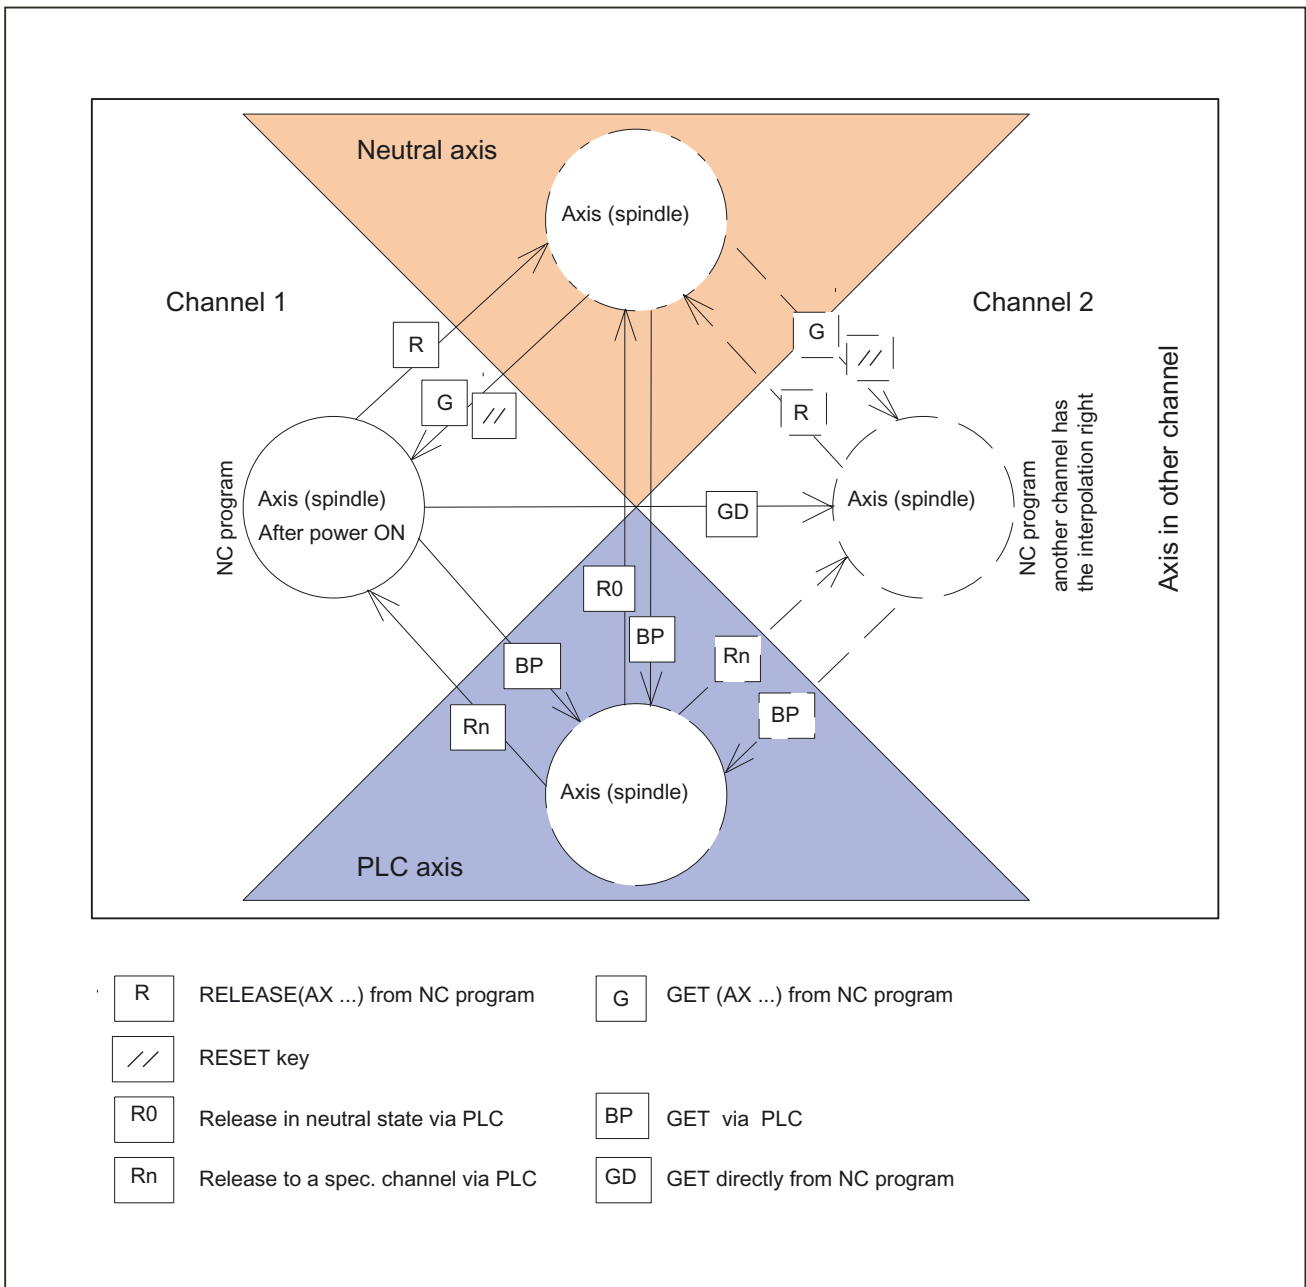 Neutral axis
Axis (spindle)
Channel 1
Channel 2
R
G
//
G
//
R
NC program
Axis (spindle)
After power ON
GD
Axis (spindle)
NC program
another channel has
the interpolation right
Axis in other channel
R0
BP
BP
Rn
Rn
BP
Axis (spindle)
PLC axis
R RELEASE(AX ...) from NC program
G GET (AX ...) from NC program
// RESET key
R0 Release in neutral state via PLC
BP GET via PLC
Rn Release to a spec. channel via PLC
GD GET directly from NC program